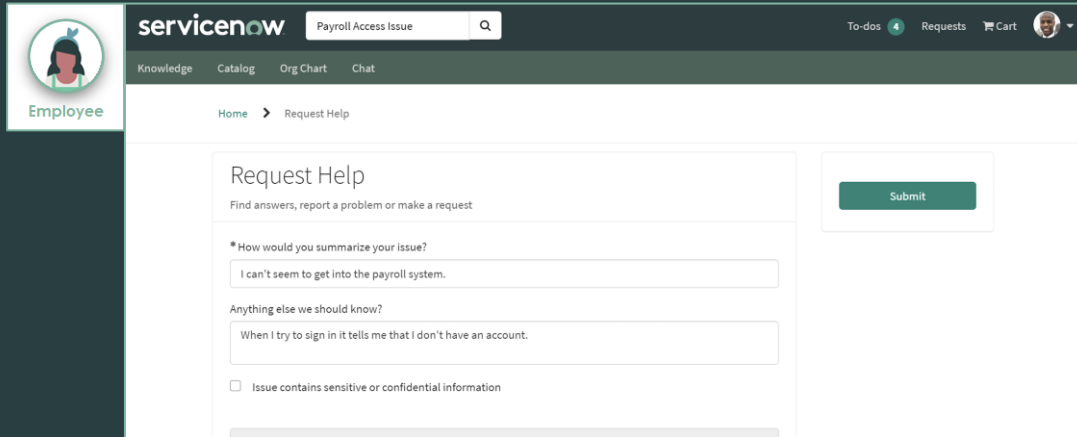 Employee
servicenow
Payroll Access Issue
To-dos 4 Requests Cart
Knowledge Catalog Org Chart Chat
Home > Request Help
Request Help
Find answers, report a problem or make a request
Submit
* How would you summarize your issue?
I can't seem to get into the payroll system.
Anything else we should know?
When I try to sign in it tells me that I don't have an account.
Issue contains sensitive or confidential information